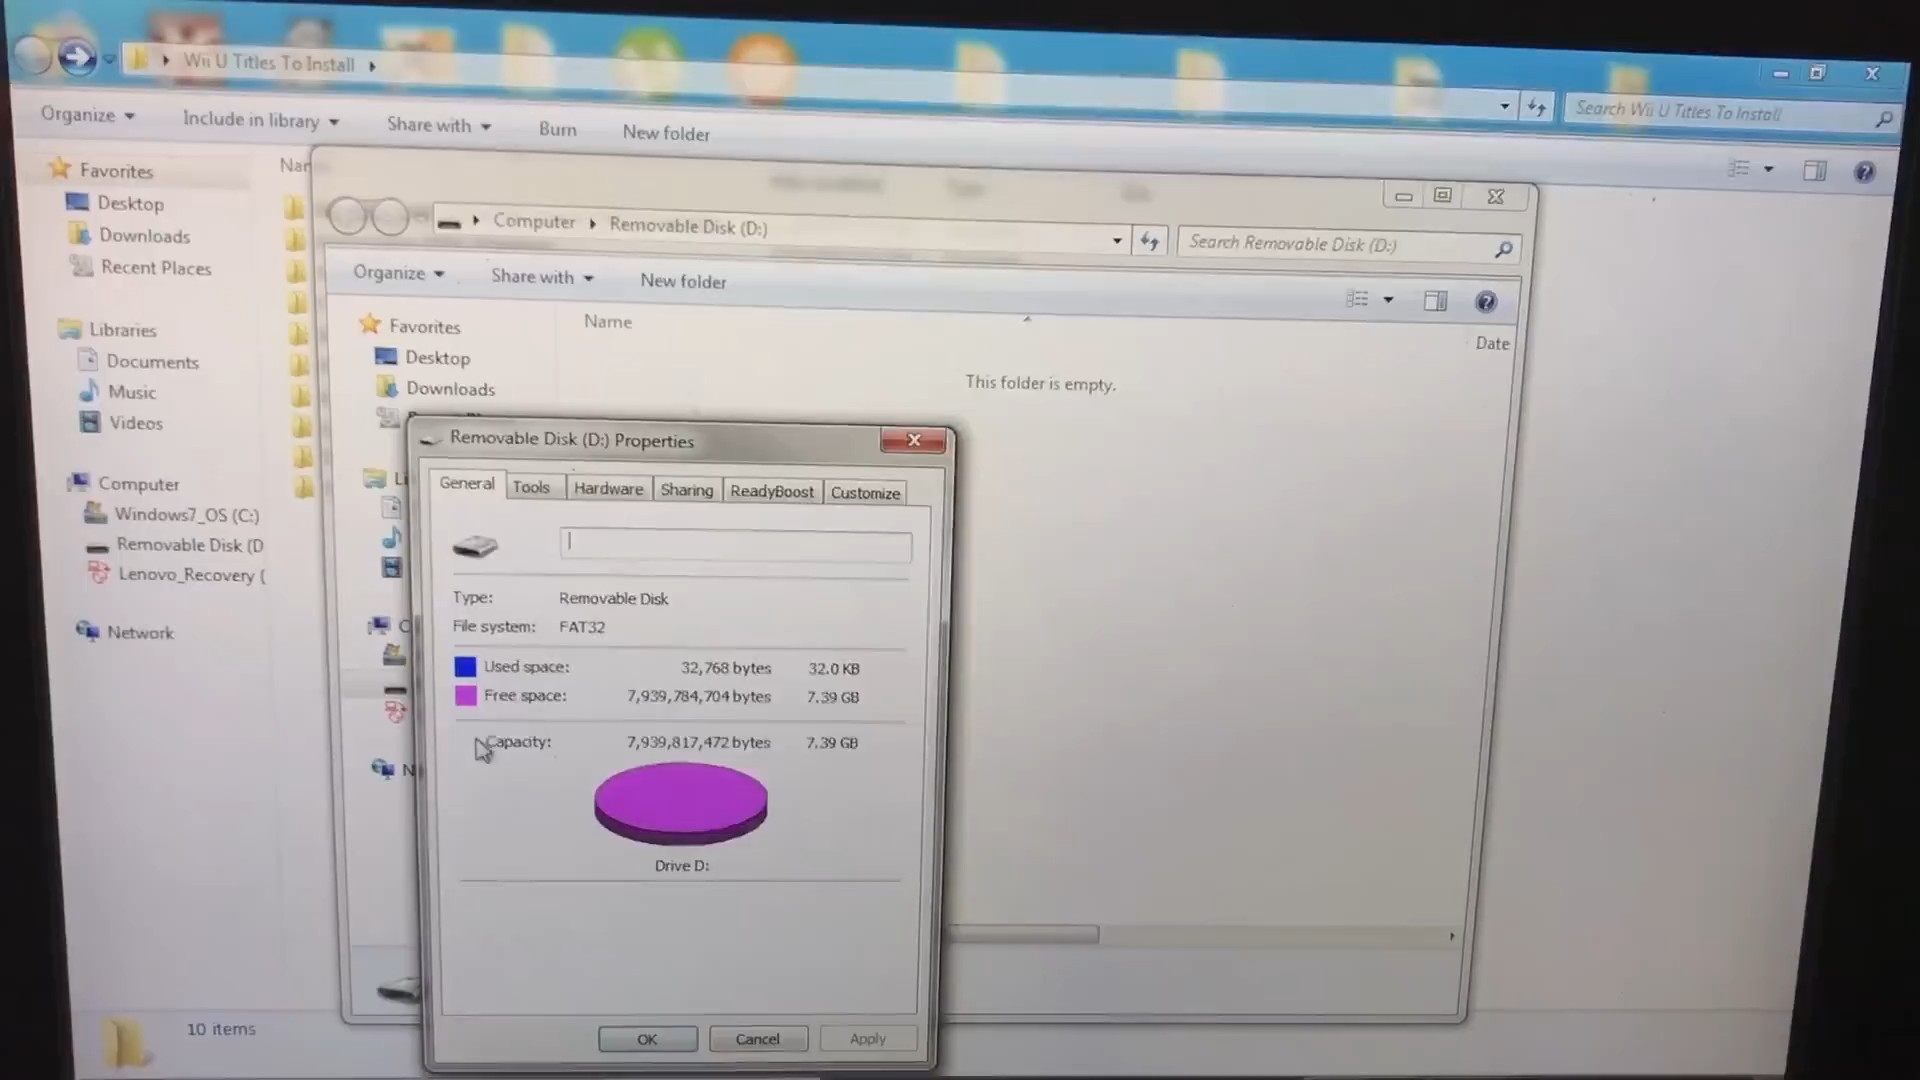 Wii U Titles To Install
Search Wii U Titles To Install
Organize
Include in library
Share with
Burn
New folder
Favorites
Desktop
Downloads
Recent Places
Libraries
Documents
Music
Videos
Computer
Windows7_OS (C:)
Removable Disk (D
Lenovo_Recovery (
Network
10 items
Nar
Computer
Removable Disk (D:)
Search Removable Disk (D:)
Organize
Share with
New folder
Name
Date
Favorites
Desktop
Downloads
Li
C
N
This folder is empty.
Removable Disk (D:) Properties
General
Tools
Hardware
Sharing
ReadyBoost
Customize
Type: Removable Disk
File system: FAT32
Used space: 32,768 bytes 32.0 KB
Free space: 7,939,784,704 bytes 7.39 GB
Capacity: 7,939,817,472 bytes 7.39 GB
Drive D:
OK
Cancel
Apply